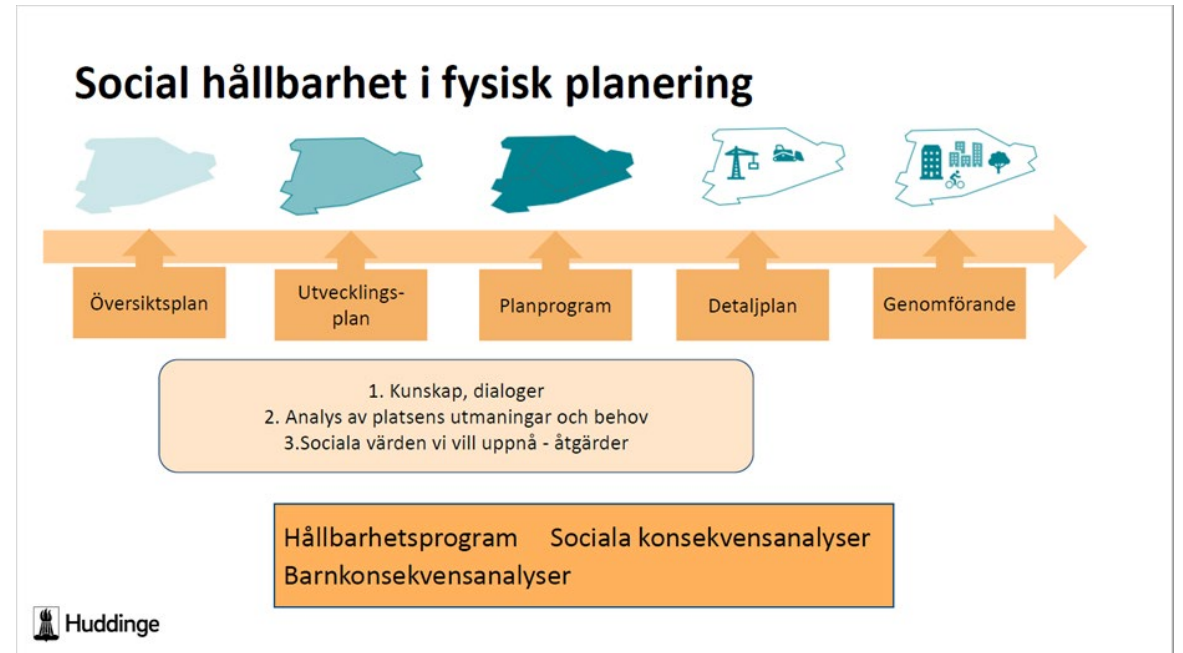 Social hållbarhet i fysisk planering
Översiktsplan
Utvecklings-
plan
Planprogram
Detaljplan
Genomförande
1. Kunskap, dialoger
2. Analys av platsens utmaningar och behov
3.Sociala värden vi vill uppnå - åtgärder
Hållbarhetsprogram Sociala konsekvensanalyser
Barnkonsekvensanalyser
Huddinge